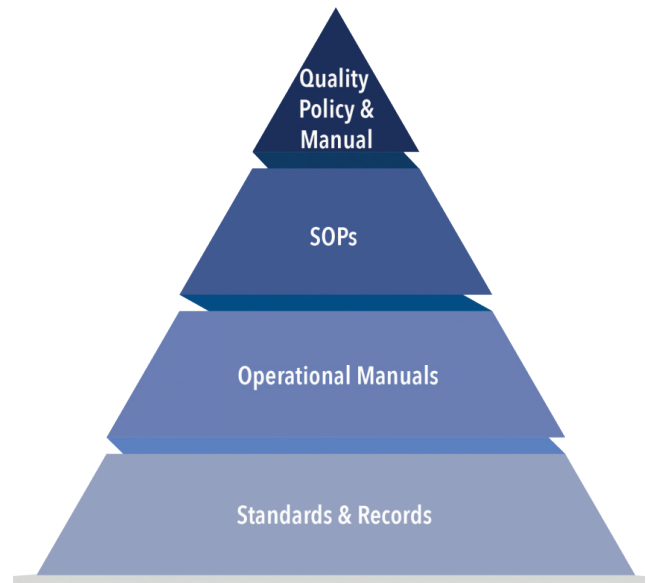 Quality
Policy &
Manual
SOPs
Operational Manuals
Standards & Records